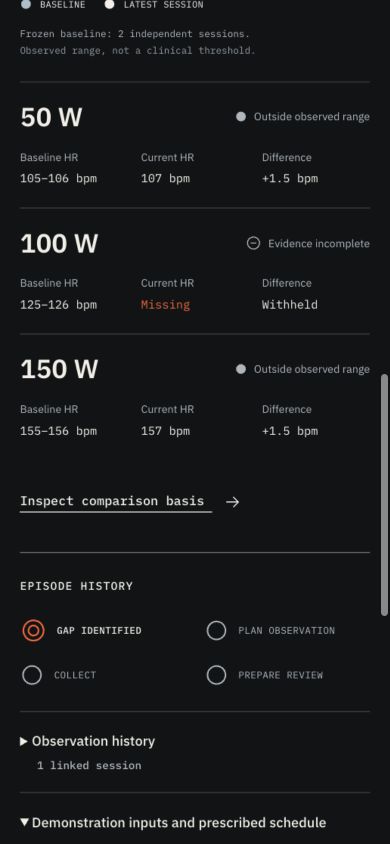 BASELINE LATEST SESSION
Frozen baseline: 2 independent sessions.
Observed range, not a clinical threshold.
50 W Outside observed range
Baseline HR Current HR Difference
105–106 bpm 107 bpm +1.5 bpm
100 W Evidence incomplete
Baseline HR Current HR Difference
125–126 bpm Missing Withheld
150 W Outside observed range
Baseline HR Current HR Difference
155–156 bpm 157 bpm +1.5 bpm
Inspect comparison basis →
EPISODE HISTORY
GAP IDENTIFIED PLAN OBSERVATION
COLLECT PREPARE REVIEW
Observation history
1 linked session
Demonstration inputs and prescribed schedule